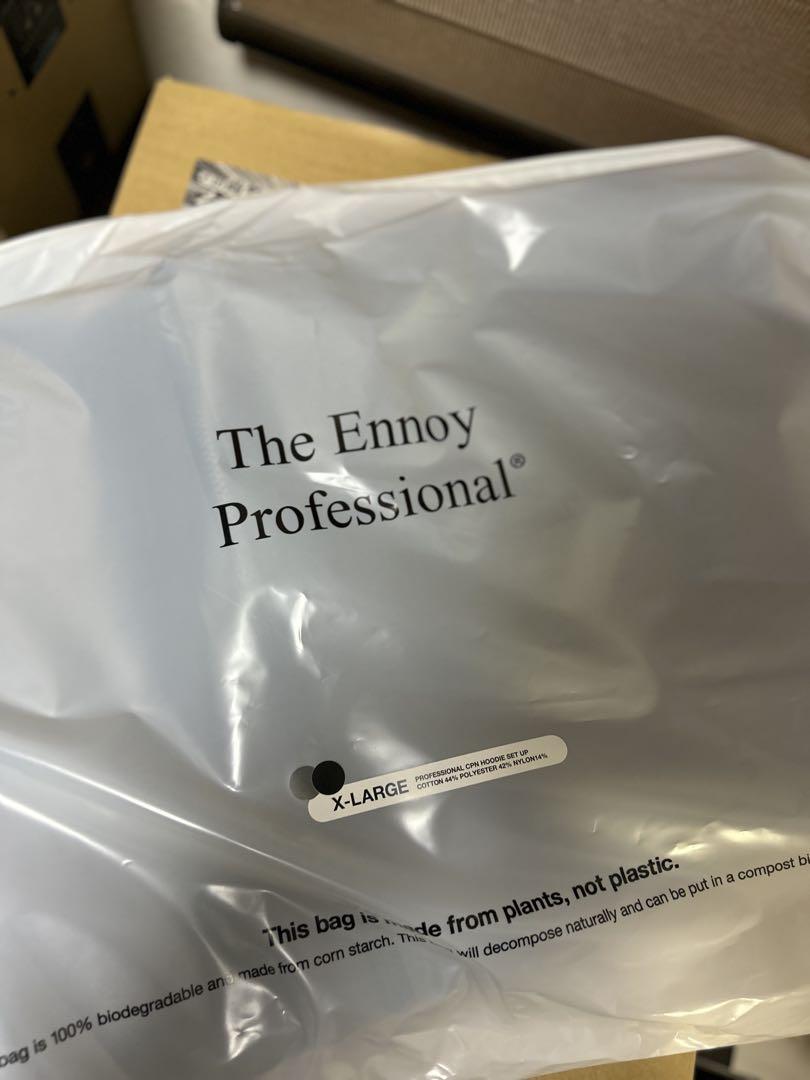 The Ennoy
Professional®
X-LARGE
PROFESSIONAL CPN HOODIE SET UP
COTTON 44% POLYESTER 42% NYLON14%
This bag is made from plants, not plastic.
bag is 100% biodegradable and made from corn starch. This will decompose naturally and can be put in a compost bi